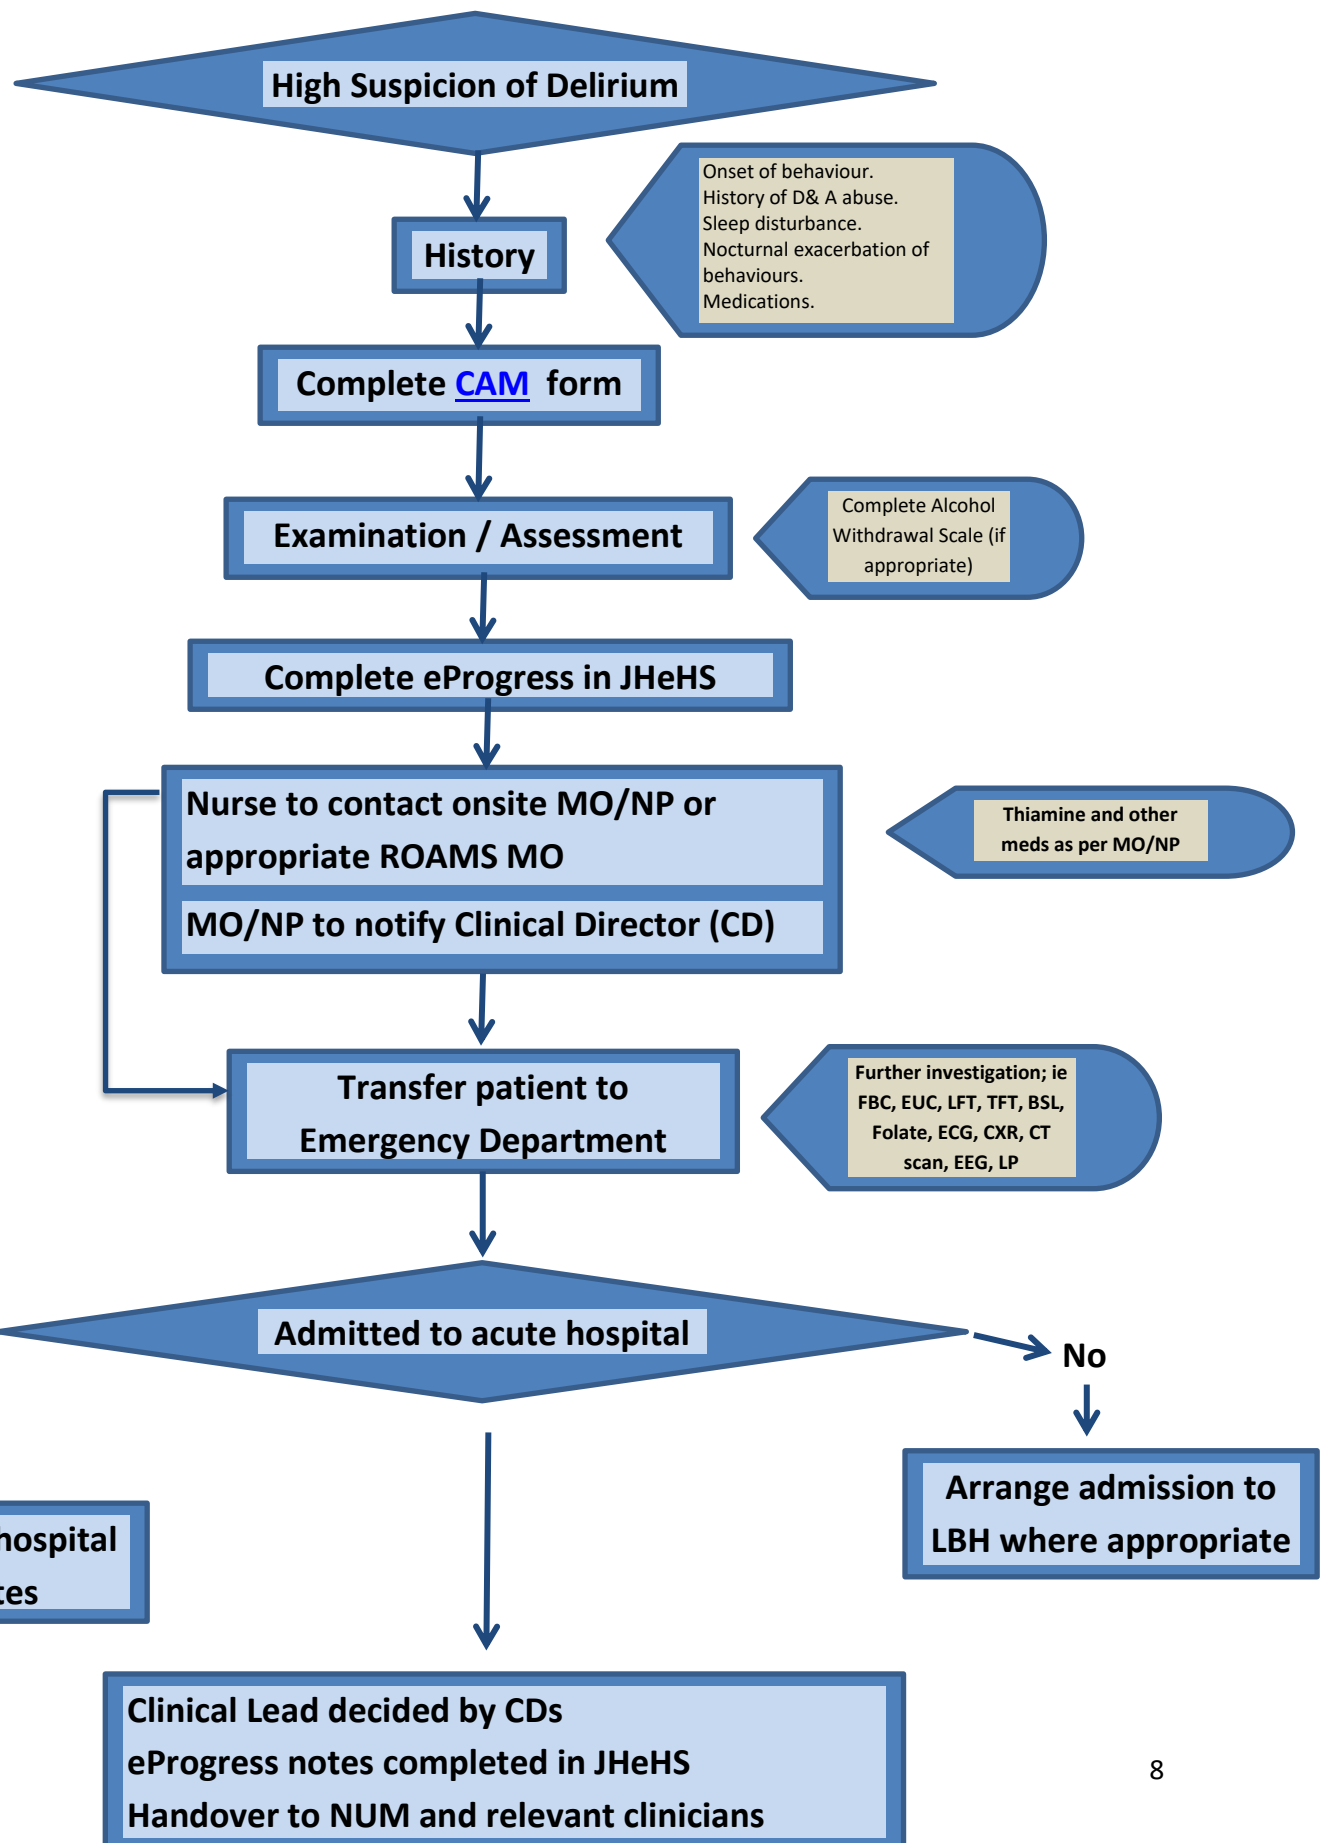 High Suspicion of Delirium
Onset of behaviour.
History of D& A abuse.
Sleep disturbance.
Nocturnal exacerbation of
behaviours.
Medications.
History
Complete CAM form
Examination / Assessment
Complete Alcohol
Withdrawal Scale (if
appropriate)
Complete eProgress in JHeHS
Nurse to contact onsite MO/NP or
appropriate ROAMS MO
MO/NP to notify Clinical Director (CD)
Thiamine and other
meds as per MO/NP
Transfer patient to
Emergency Department
Further investigation; ie
FBC, EUC, LFT, TFT, BSL,
Folate, ECG, CXR, CT
scan, EEG, LP
Admitted to acute hospital
No
Arrange admission to
LBH where appropriate
hospital
Clinical Lead decided by CDs
eProgress notes completed in JHeHS
Handover to NUM and relevant clinicians
8